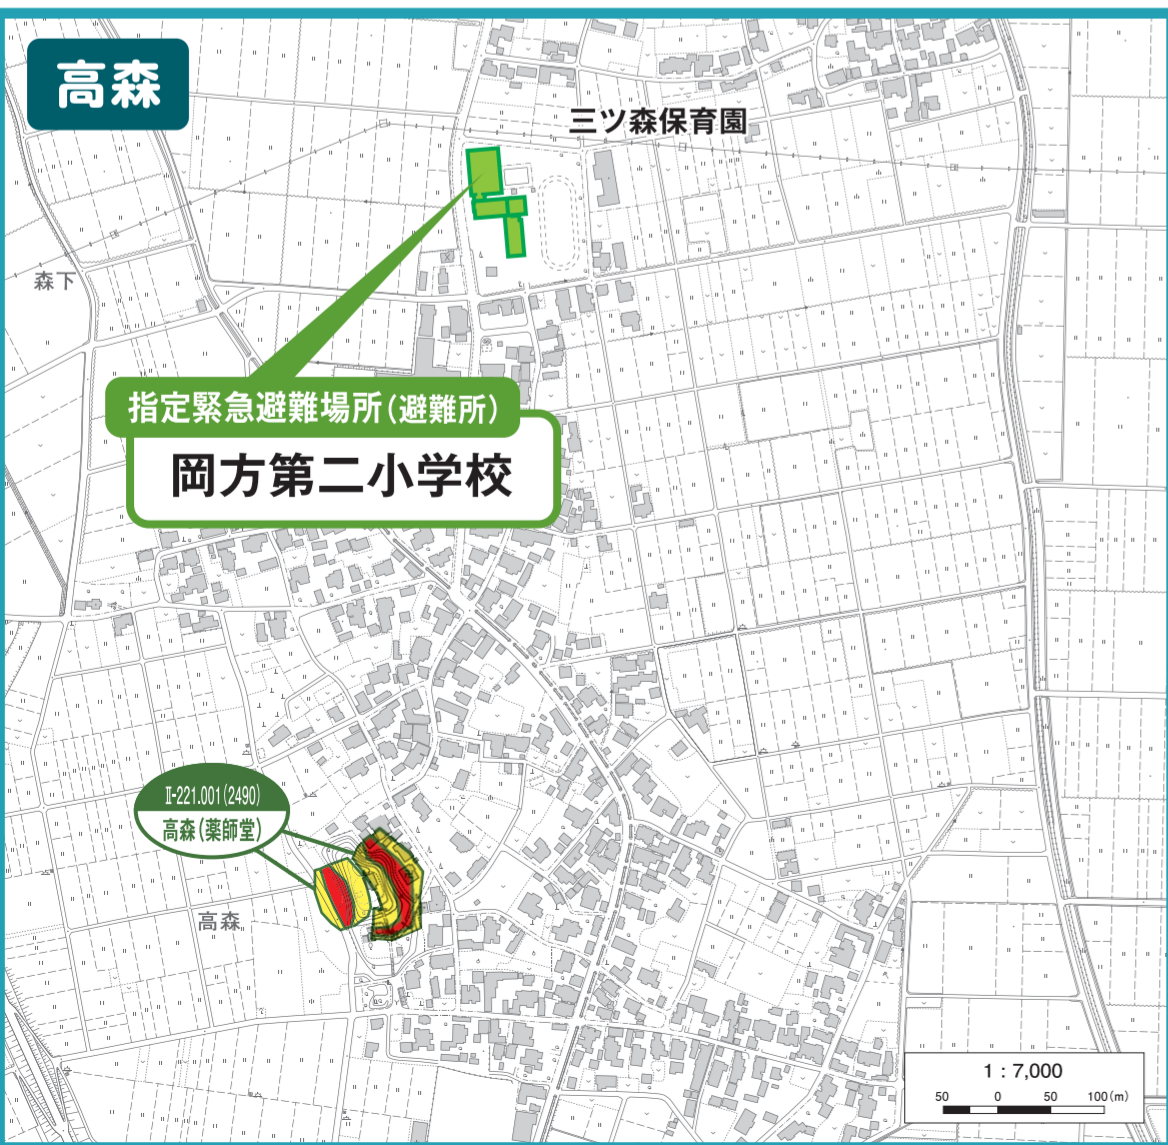 高森
三ツ森保育園
森下
指定緊急避難場所(避難所)
岡方第二小学校
Ⅱ-221.001(2490)
高森(薬師堂)
高森
1：7,000
50 0 50 100(m)